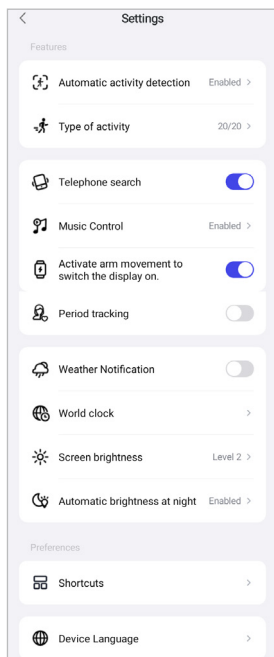 Settings
Features
Automatic activity detection Enabled
Type of activity 20/20
Telephone search
Music Control Enabled
Activate arm movement to
switch the display on.
Period tracking
Weather Notification
World clock
Screen brightness Level 2
Automatic brightness at night Enabled
Preferences
Shortcuts
Device Language